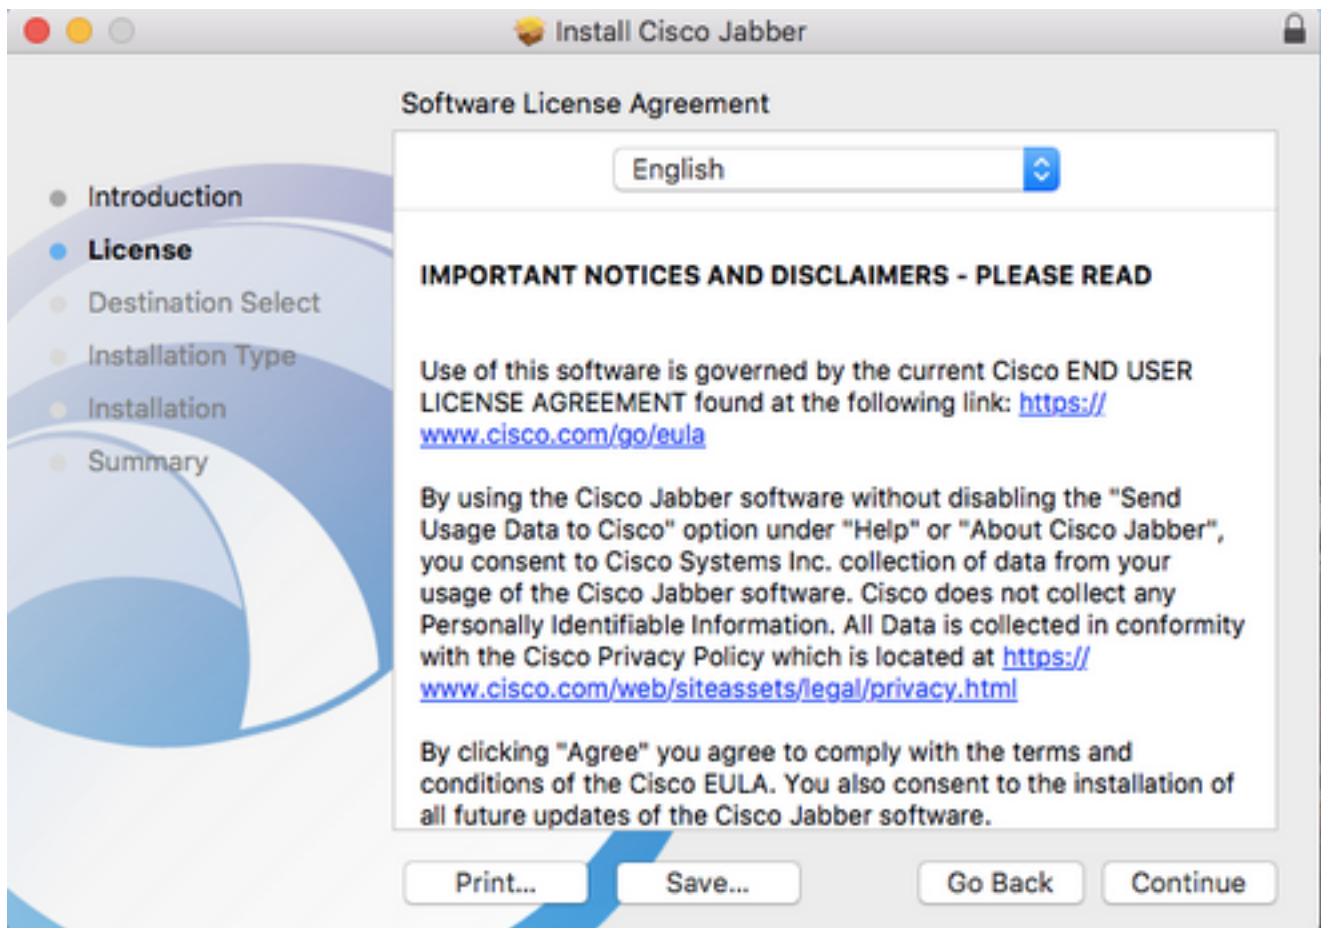 Install Cisco Jabber
Software License Agreement
English
Introduction
License
Destination Select
Installation Type
Installation
Summary
IMPORTANT NOTICES AND DISCLAIMERS - PLEASE READ
Use of this software is governed by the current Cisco END USER
LICENSE AGREEMENT found at the following link: https://
www.cisco.com/go/eula
By using the Cisco Jabber software without disabling the "Send
Usage Data to Cisco" option under "Help" or "About Cisco Jabber",
you consent to Cisco Systems Inc. collection of data from your
usage of the Cisco Jabber software. Cisco does not collect any
Personally Identifiable Information. All Data is collected in conformity
with the Cisco Privacy Policy which is located at https://
www.cisco.com/web/siteassets/legal/privacy.html
By clicking "Agree" you agree to comply with the terms and
conditions of the Cisco EULA. You also consent to the installation of
all future updates of the Cisco Jabber software.
Print...
Save...
Go Back
Continue